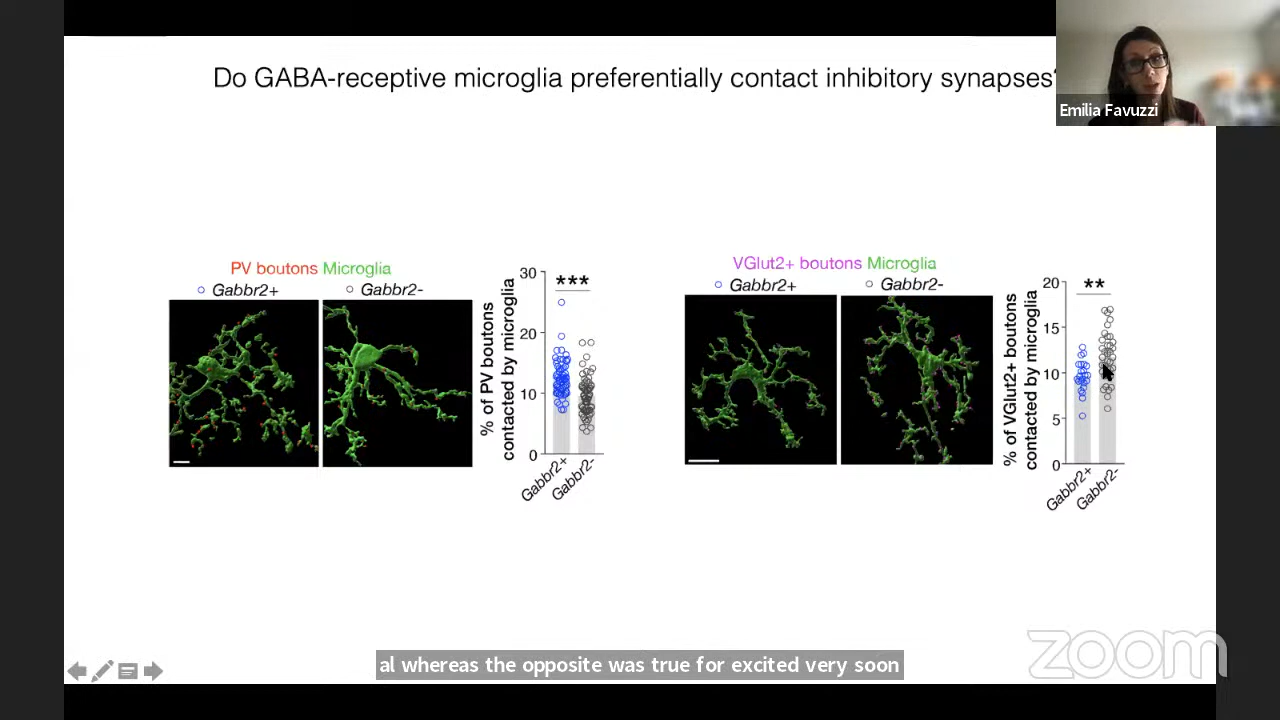 Do GABA-receptive microglia preferentially contact inhibitory synapses?
Emilia Favuzzi
PV boutons Microglia
Gabbr2+
Gabbr2-
% of PV boutons
contacted by microglia
30
20
10
0
***
Gabbr2+
Gabbr2-
VGlut2+ boutons Microglia
Gabbr2+
Gabbr2-
% of VGlut2+ boutons
contacted by microglia
20
15
10
5
0
**
Gabbr2+
Gabbr2-
al whereas the opposite was true for excited very soon
zoom